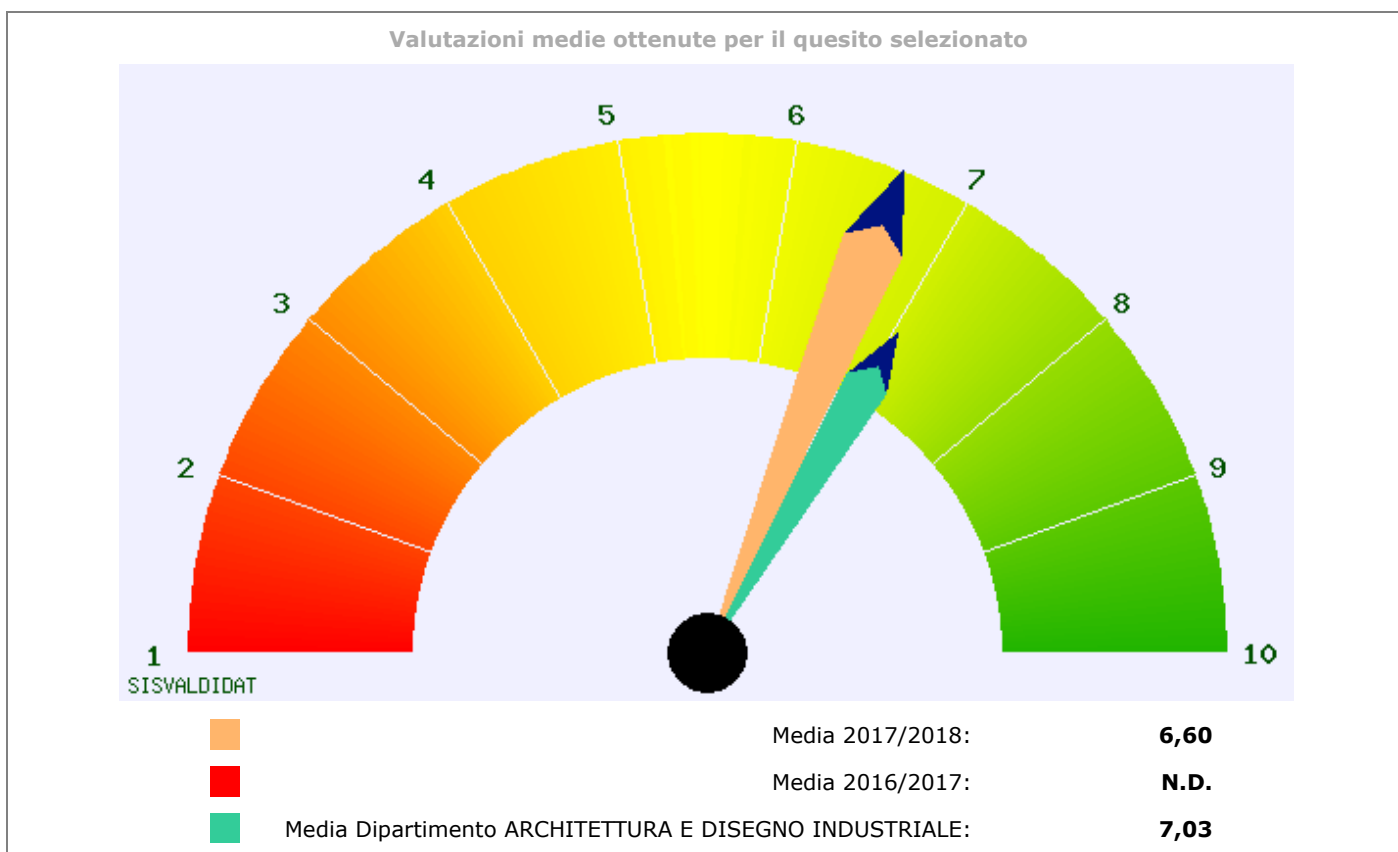 Valutazioni medie ottenute per il quesito selezionato
5 6
4 7
3 8
2 9
1 10
SISVALDIDAT
Media 2017/2018: 6,60
Media 2016/2017: N.D.
Media Dipartimento ARCHITETTURA E DISEGNO INDUSTRIALE: 7,03